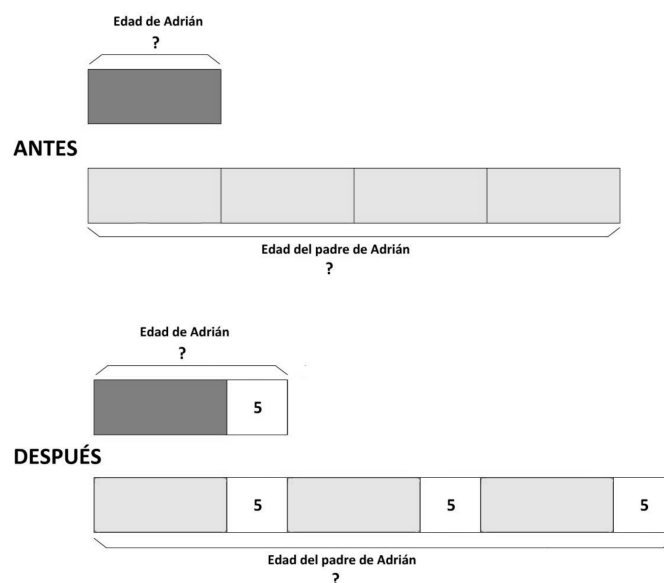 Edad de Adrián
?
ANTES
Edad del padre de Adrián
?
Edad de Adrián
?
5
DESPUÉS
5 5 5
Edad del padre de Adrián
?